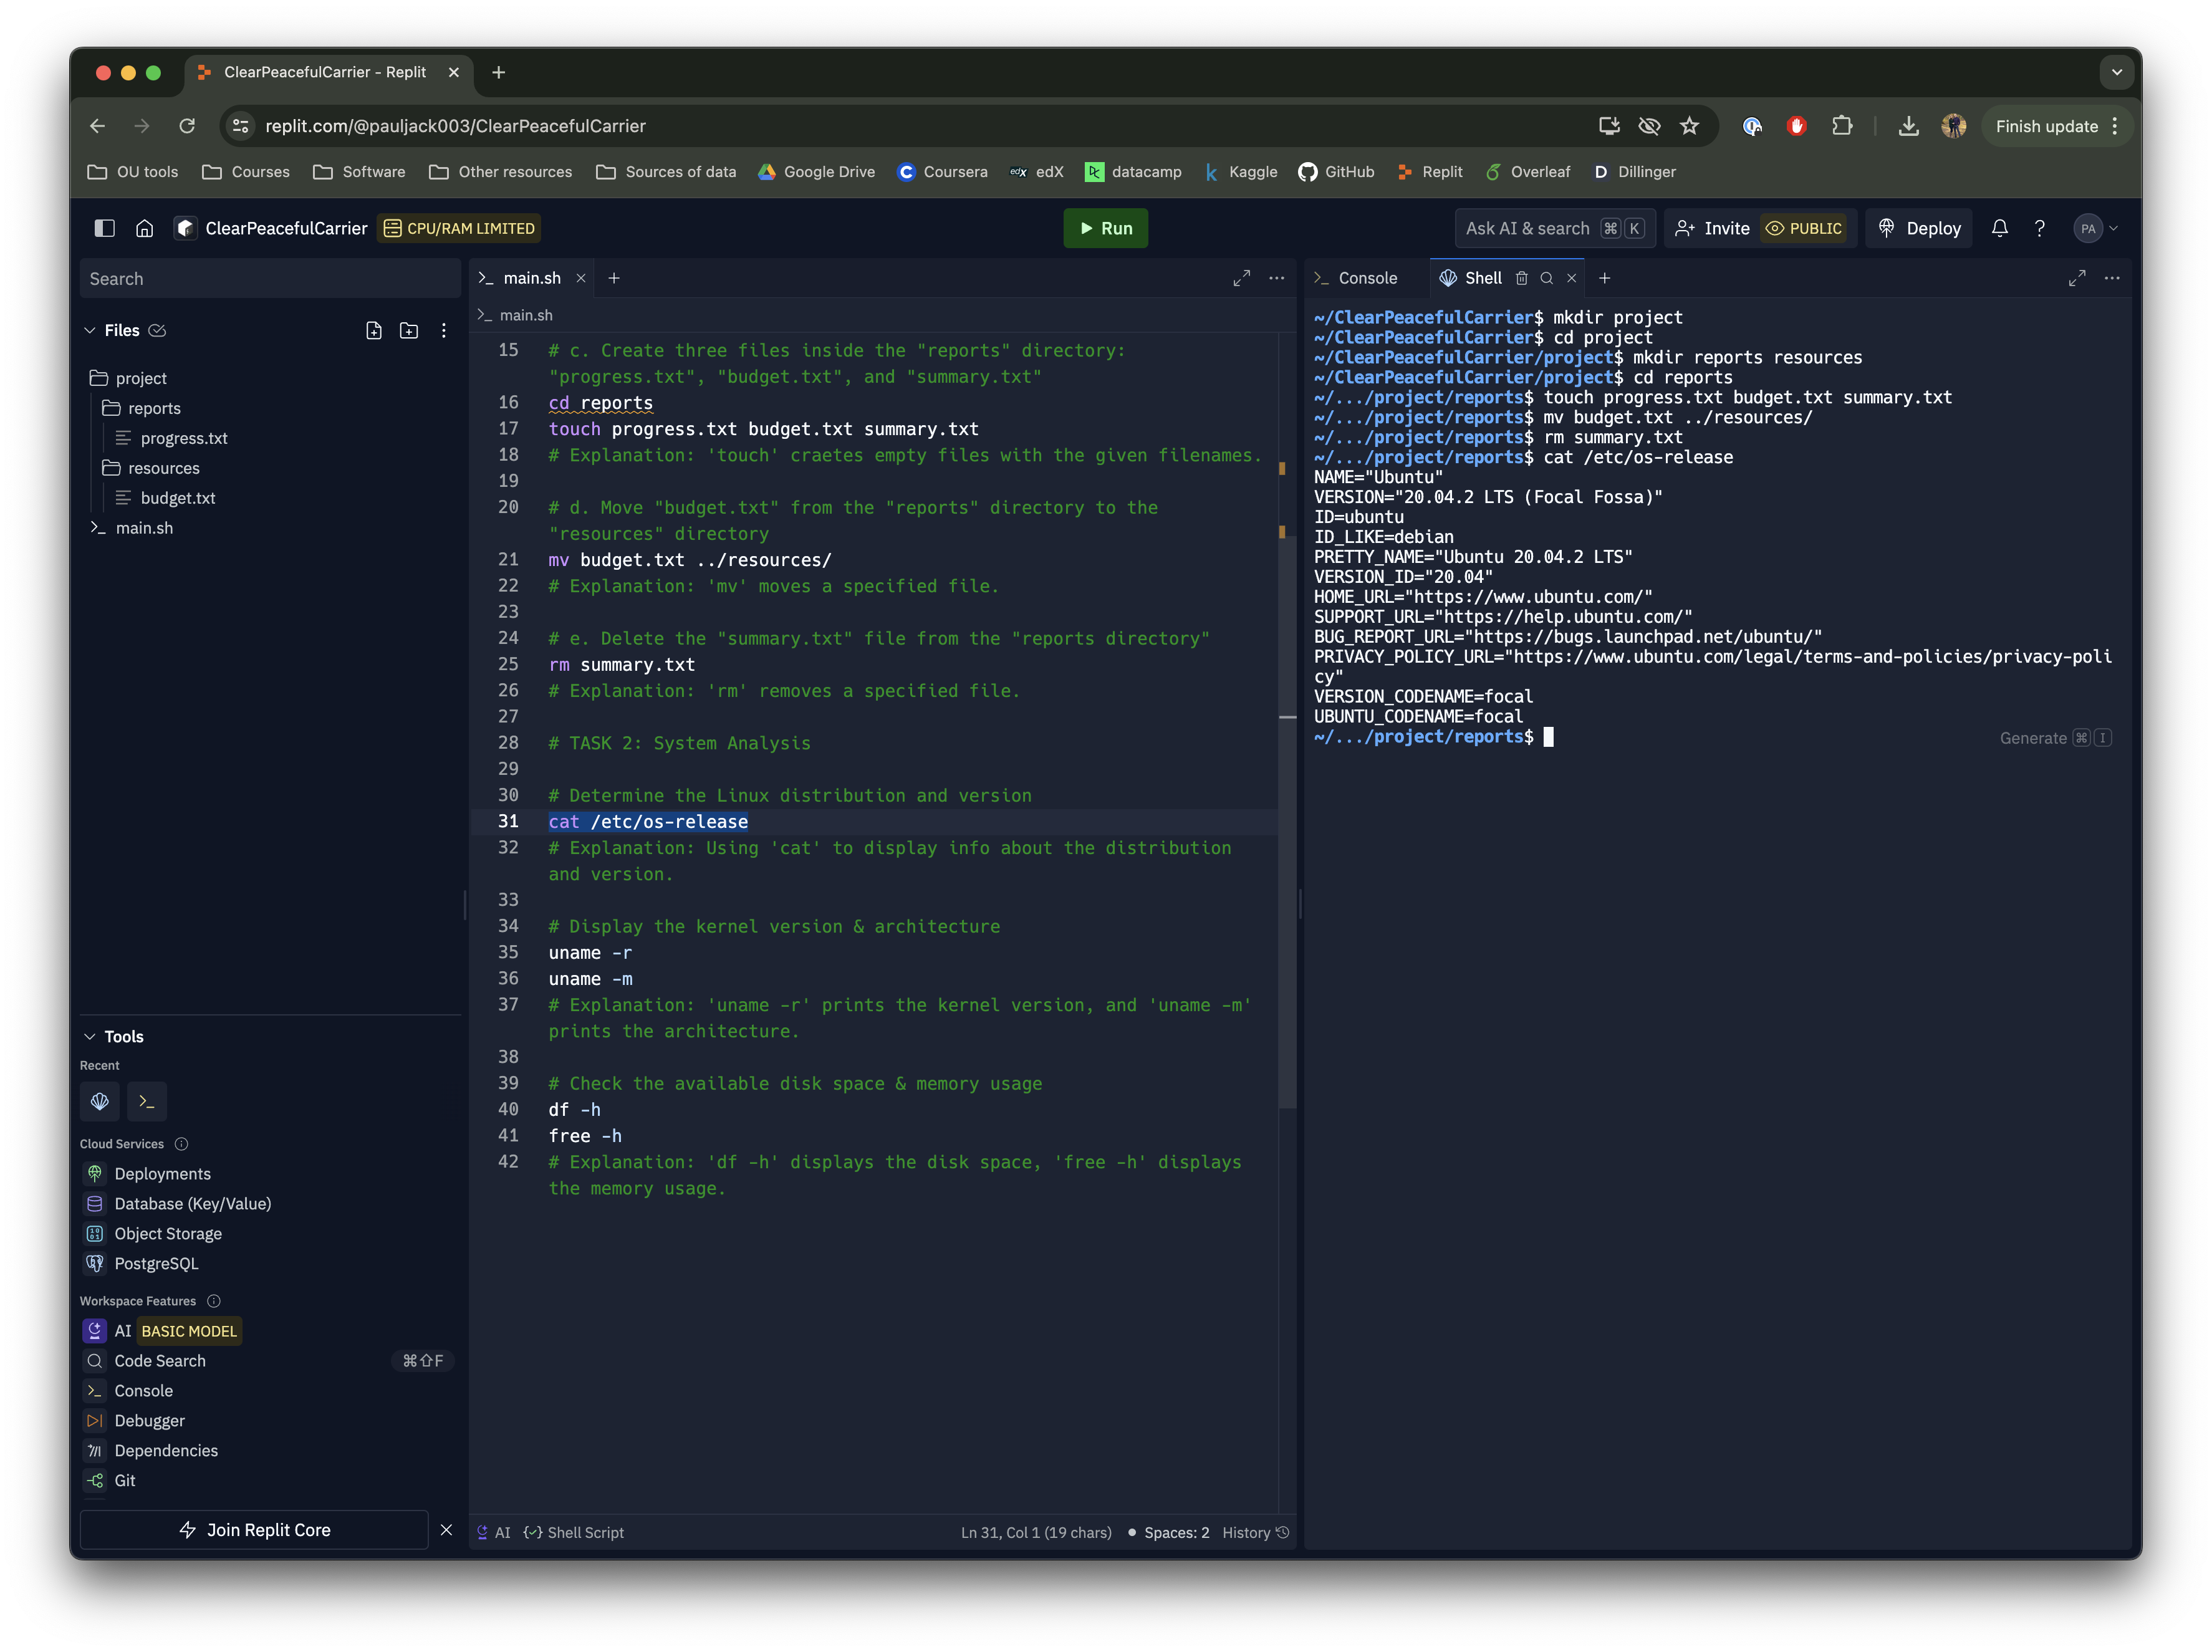 ClearPeacefulCarrier - Replit
replit.com/@pauljack003/ClearPeacefulCarrier
Finish update
OU tools
Courses
Software
Other resources
Sources of data
Google Drive
Coursera
edX
edX
DC
datacamp
k
Kaggle
GitHub
Replit
Overleaf
D
Dillinger
ClearPeacefulCarrier
CPU/RAM LIMITED
Run
Ask AI & search ⌘ K
Invite
PUBLIC
Deploy
?
PA
Search
Files
project
reports
progress.txt
resources
budget.txt
main.sh
Tools
Recent
Cloud Services
Deployments
Database (Key/Value)
Object Storage
PostgreSQL
Workspace Features
AI BASIC MODEL
Code Search ⌘⇧F
Console
Debugger
Dependencies
Git
Join Replit Core
main.sh
main.sh
15 # c. Create three files inside the "reports" directory:
"progress.txt", "budget.txt", and "summary.txt"
16 cd reports
17 touch progress.txt budget.txt summary.txt
18 # Explanation: 'touch' craetes empty files with the given filenames.
19
20 # d. Move "budget.txt" from the "reports" directory to the
"resources" directory
21 mv budget.txt ../resources/
22 # Explanation: 'mv' moves a specified file.
23
24 # e. Delete the "summary.txt" file from the "reports directory"
25 rm summary.txt
26 # Explanation: 'rm' removes a specified file.
27
28 # TASK 2: System Analysis
29
30 # Determine the Linux distribution and version
31 cat /etc/os-release
32 # Explanation: Using 'cat' to display info about the distribution
and version.
33
34 # Display the kernel version & architecture
35 uname -r
36 uname -m
37 # Explanation: 'uname -r' prints the kernel version, and 'uname -m'
prints the architecture.
38
39 # Check the available disk space & memory usage
40 df -h
41 free -h
42 # Explanation: 'df -h' displays the disk space, 'free -h' displays
the memory usage.
AI Shell Script
Ln 31, Col 1 (19 chars) • Spaces: 2 History
Console
Shell
~/ClearPeacefulCarrier$ mkdir project
~/ClearPeacefulCarrier$ cd project
~/ClearPeacefulCarrier/project$ mkdir reports resources
~/ClearPeacefulCarrier/project$ cd reports
~/.../project/reports$ touch progress.txt budget.txt summary.txt
~/.../project/reports$ mv budget.txt ../resources/
~/.../project/reports$ rm summary.txt
~/.../project/reports$ cat /etc/os-release
NAME="Ubuntu"
VERSION="20.04.2 LTS (Focal Fossa)"
ID=ubuntu
ID_LIKE=debian
PRETTY_NAME="Ubuntu 20.04.2 LTS"
VERSION_ID="20.04"
HOME_URL="https://www.ubuntu.com/"
SUPPORT_URL="https://help.ubuntu.com/"
BUG_REPORT_URL="https://bugs.launchpad.net/ubuntu/"
PRIVACY_POLICY_URL="https://www.ubuntu.com/legal/terms-and-policies/privacy-poli
cy"
VERSION_CODENAME=focal
UBUNTU_CODENAME=focal
~/.../project/reports$
Generate ⌘ I